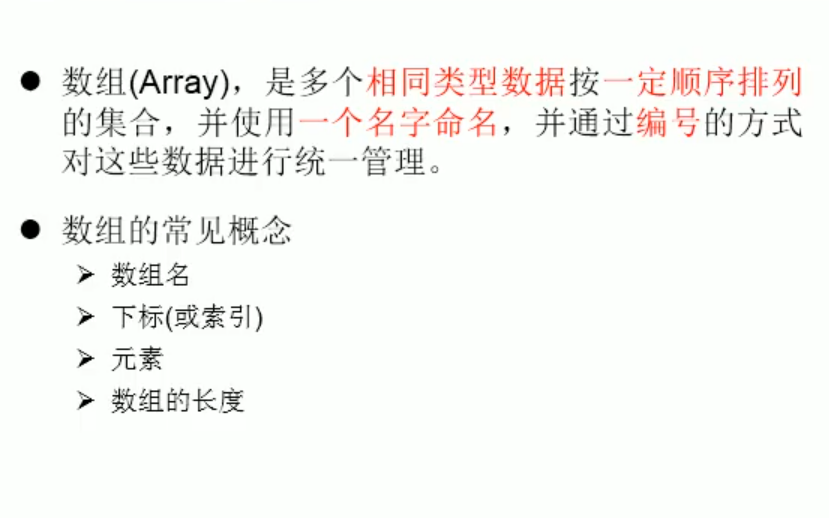 ● 数组(Array)，是多个相同类型数据按一定顺序排列
的集合，并使用一个名字命名，并通过编号的方式
对这些数据进行统一管理。
● 数组的常见概念
➢ 数组名
➢ 下标(或索引)
➢ 元素
➢ 数组的长度